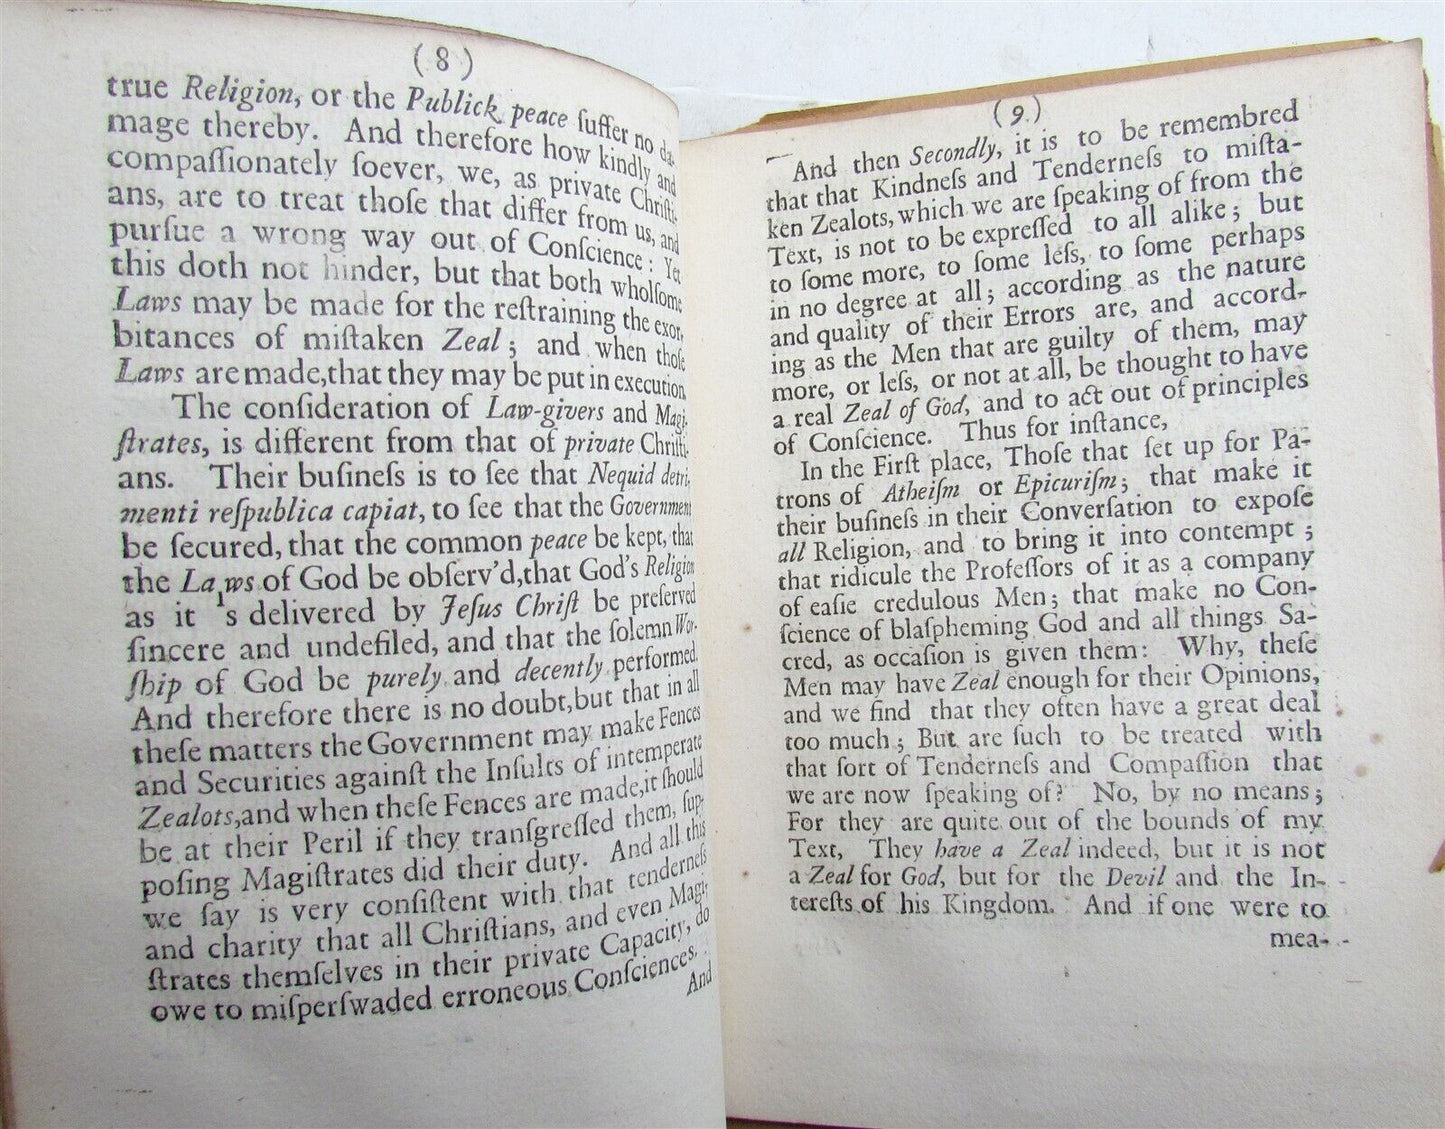 (8)
true Religion, or the Publick peace ſuffer no da-
mage thereby. And therefore how kindly and
compaſſionately ſoever, we, as private Chriſti-
ans, are to treat thoſe that differ from us, and
purſue a wrong way out of Conſcience: Yet
this doth not hinder, but that both wholſome
Laws may be made for the reſtraining the exor-
bitances of miſtaken Zeal; and when thoſe
Laws are made, that they may be put in execution.
The conſideration of Law-givers and Magi-
ſtrates, is different from that of private Chriſti-
ans. Their buſineſs is to ſee that Nequid detri-
menti reſpublica capiat, to ſee that the Government
be ſecured, that the common peace be kept, that
the Laws of God be obſerv'd, that God's Religion
as it 's delivered by Jeſus Chriſt be preſerved
ſincere and undefiled, and that the ſolemn Wor-
ſhip of God be purely and decently performed.
And therefore there is no doubt, but that in all
theſe matters the Government may make Fences
and Securities againſt the Inſults of intemperate
Zealots, and when theſe Fences are made, it ſhould
be at their Peril if they tranſgreſſed them, ſup-
poſing Magiſtrates did their duty. And all this
we ſay is very conſiſtent with that tenderneſs
and charity that all Chriſtians, and even Magi-
ſtrates themſelves in their private Capacity, do
owe to miſperſwaded erroneous Conſciences.
And
(9.)
And then Secondly, it is to be remembred
that that Kindneſs and Tenderneſs to miſta-
ken Zealots, which we are ſpeaking of from the
Text, is not to be expreſſed to all alike; but
to ſome more, to ſome leſs, to ſome perhaps
in no degree at all; according as the nature
and quality of their Errors are, and accord-
ing as the Men that are guilty of them, may
more, or leſs, or not at all, be thought to have
a real Zeal of God, and to act out of principles
of Conſcience. Thus for inſtance,
In the Firſt place, Thoſe that ſet up for Pa-
trons of Atheiſm or Epicuriſm; that make it
their buſineſs in their Converſation to expoſe
all Religion, and to bring it into contempt;
that ridicule the Profeſſors of it as a company
of eaſie credulous Men; that make no Con-
ſcience of blaſpheming God and all things Sa-
cred, as occaſion is given them: Why, theſe
Men may have Zeal enough for their Opinions,
and we find that they often have a great deal
too much; But are ſuch to be treated with
that ſort of Tenderneſs and Compaſſion that
we are now ſpeaking of? No, by no means;
For they are quite out of the bounds of my
Text, They have a Zeal indeed, but it is not
a Zeal for God, but for the Devil and the In-
tereſts of his Kingdom. And if one were to
mea-